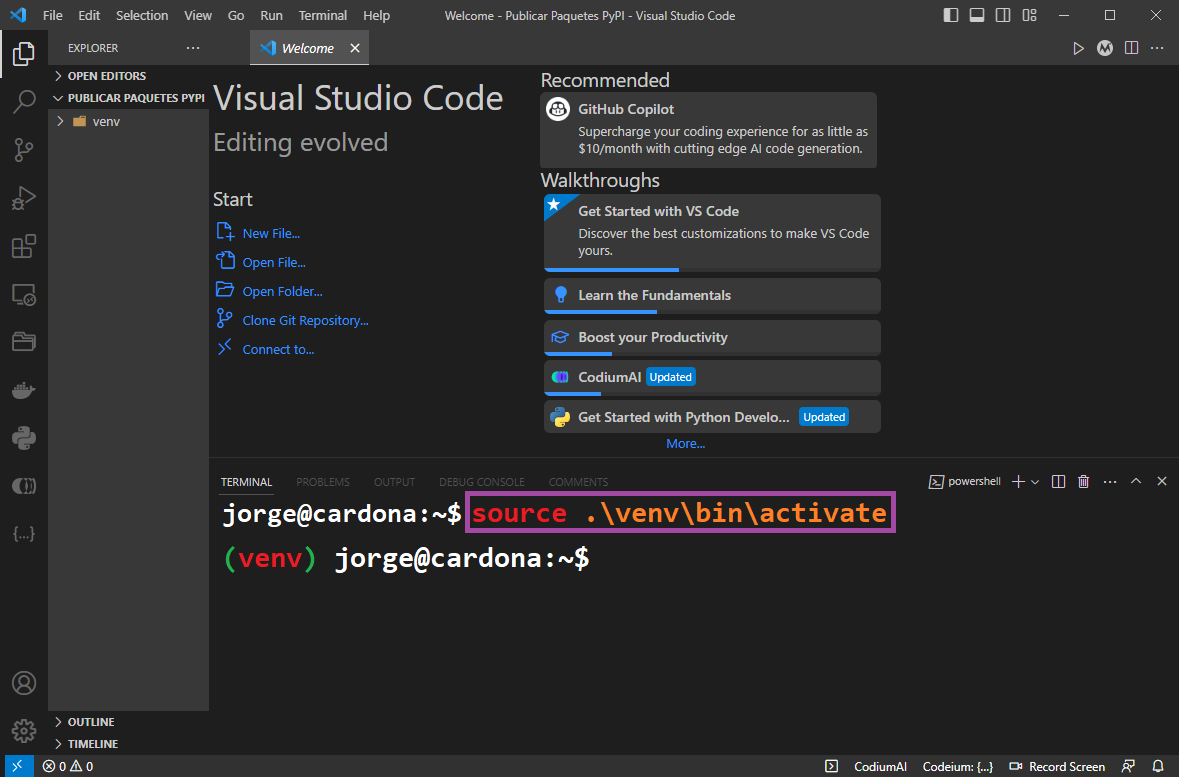 File Edit Selection View Go Run Terminal Help Welcome - Publicar Paquetes PyPI - Visual Studio Code
EXPLORER
Welcome
OPEN EDITORS
PUBLICAR PAQUETES PYPI
venv
Visual Studio Code
Editing evolved
Start
New File...
Open File...
Open Folder...
Clone Git Repository...
Connect to...
Recommended
GitHub Copilot
Supercharge your coding experience for as little as
$10/month with cutting edge AI code generation.
Walkthroughs
Get Started with VS Code
Discover the best customizations to make VS Code
yours.
Learn the Fundamentals
Boost your Productivity
CodiumAI Updated
Get Started with Python Develo... Updated
More...
TERMINAL PROBLEMS OUTPUT DEBUG CONSOLE COMMENTS powershell
jorge@cardona:~$ source .\venv\bin\activate
(venv) jorge@cardona:~$
OUTLINE
TIMELINE
0 0 CodiumAI Codeium: {...} Record Screen